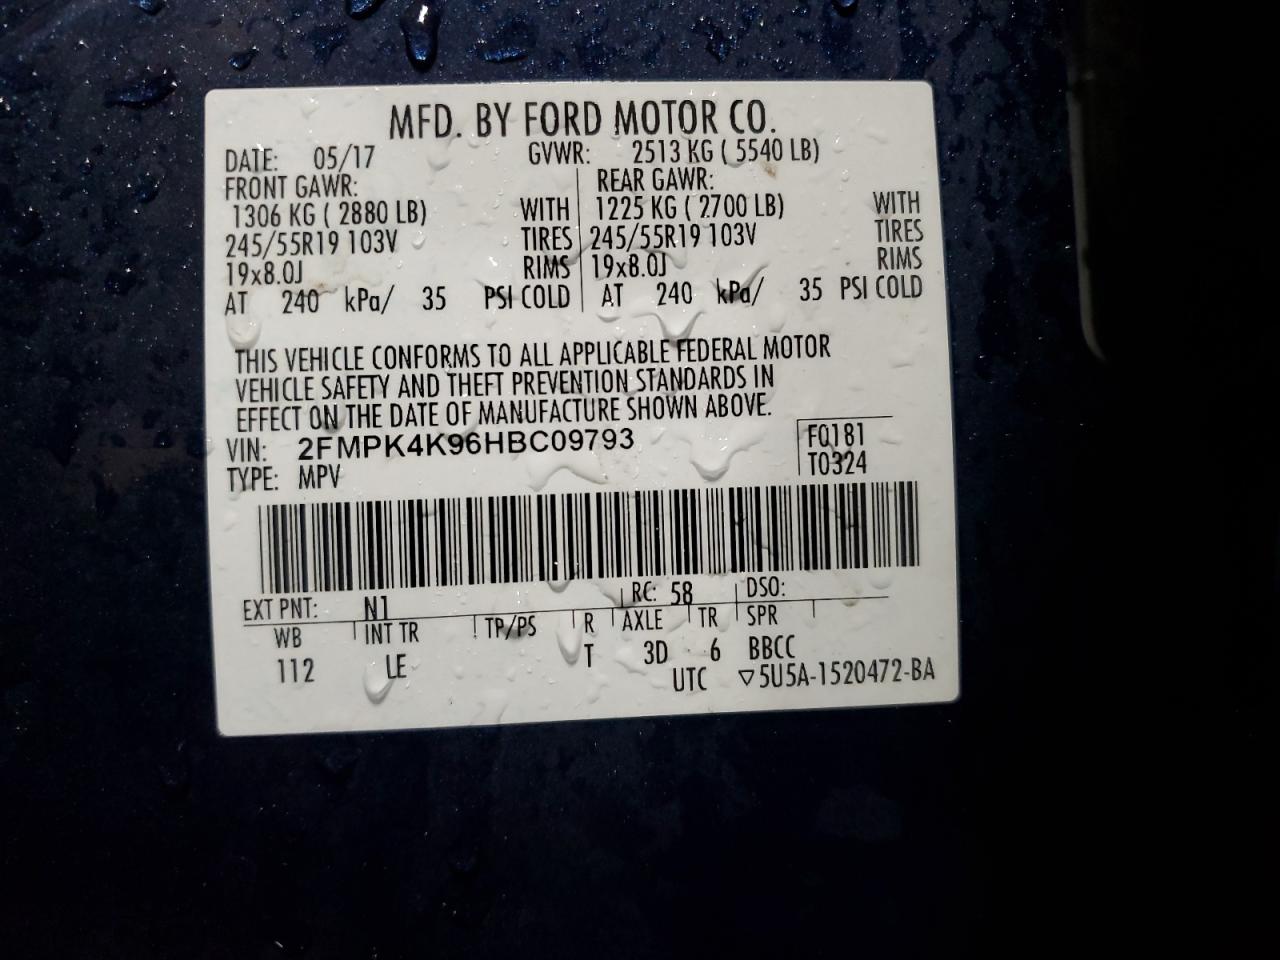 MFD. BY FORD MOTOR CO.
DATE: 05/17 GVWR: 2513 KG ( 5540 LB)
FRONT GAWR: REAR GAWR:
1306 KG ( 2880 LB) WITH 1225 KG ( 2700 LB) WITH
245/55R19 103V TIRES 245/55R19 103V TIRES
19x8.0J RIMS 19x8.0J RIMS
AT 240 kPa/ 35 PSI COLD AT 240 kPa/ 35 PSI COLD
THIS VEHICLE CONFORMS TO ALL APPLICABLE FEDERAL MOTOR
VEHICLE SAFETY AND THEFT PREVENTION STANDARDS IN
EFFECT ON THE DATE OF MANUFACTURE SHOWN ABOVE.
VIN: 2FMPK4K96HBC09793 F0181
TYPE: MPV T0324
EXT PNT: N1 RC: 58 DSO:
WB INT TR TP/PS R AXLE TR SPR
112 LE T 3D 6 BBCC
UTC ▽5U5A-1520472-BA